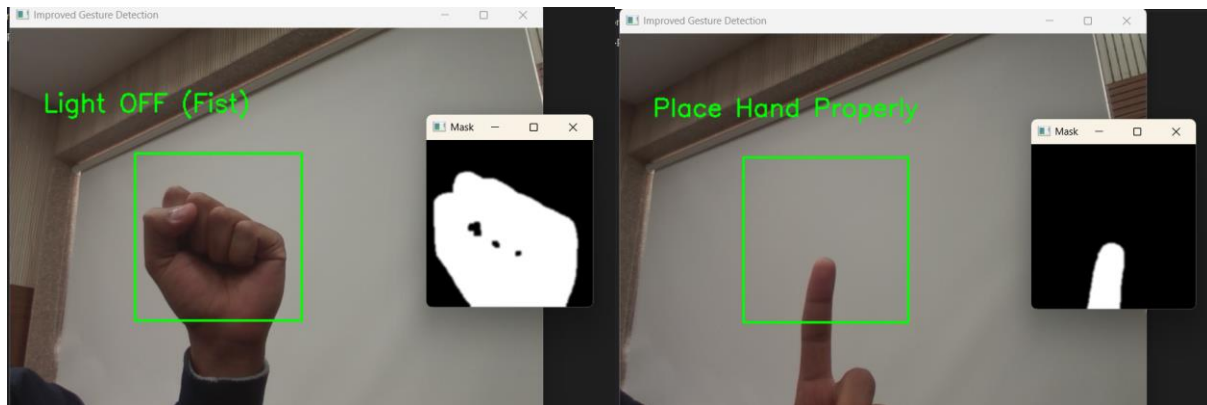 Improved Gesture Detection
Light OFF (Fist)
Mask
Improved Gesture Detection
Place Hand Properly
Mask